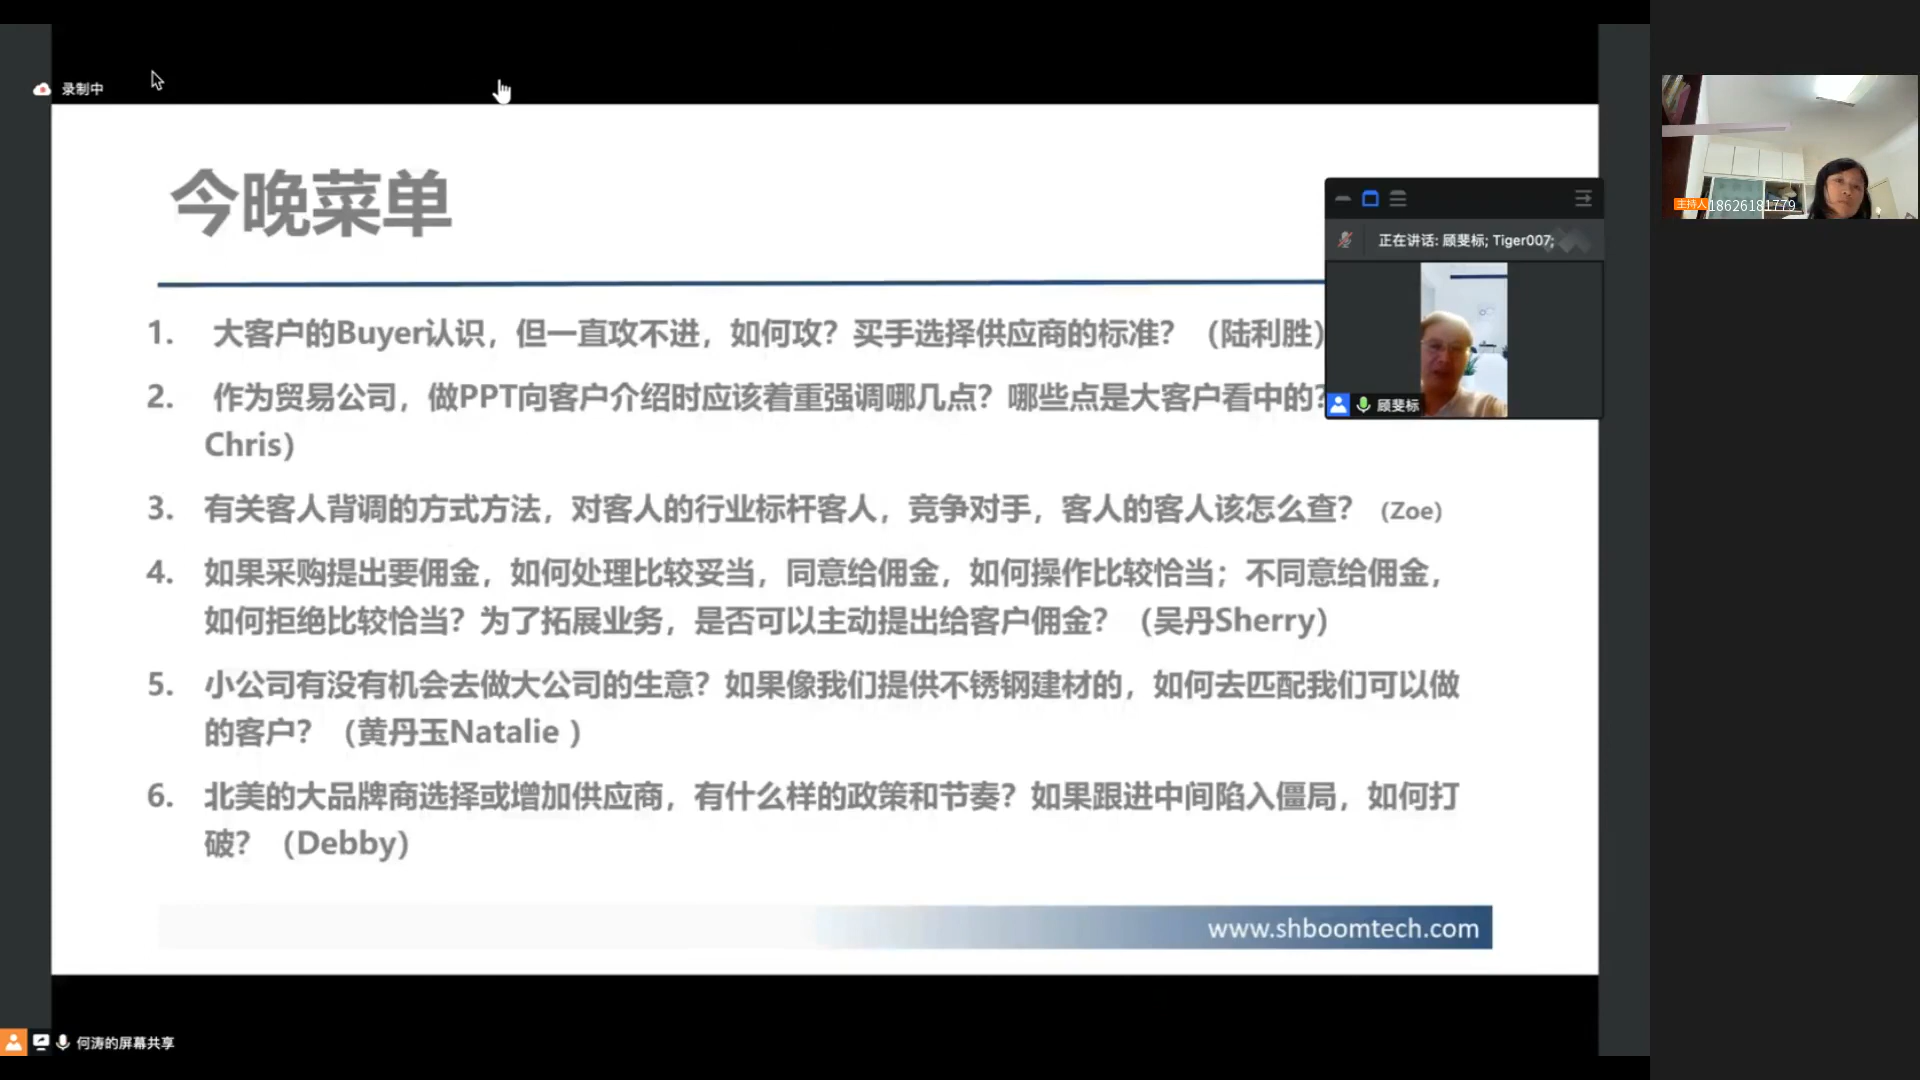 录制中
今晚菜单
1. 大客户的Buyer认识，但一直攻不进，如何攻？买手选择供应商的标准？（陆利胜）
2. 作为贸易公司，做PPT向客户介绍时应该着重强调哪几点？哪些点是大客户看中的？
Chris）
3. 有关客人背调的方式方法，对客人的行业标杆客人，竞争对手，客人的客人该怎么查？（Zoe）
4. 如果采购提出要佣金，如何处理比较妥当，同意给佣金，如何操作比较恰当；不同意给佣金，
如何拒绝比较恰当？为了拓展业务，是否可以主动提出给客户佣金？（吴丹Sherry）
5. 小公司有没有机会去做大公司的生意？如果像我们提供不锈钢建材的，如何去匹配我们可以做
的客户？（黄丹玉Natalie ）
6. 北美的大品牌商选择或增加供应商，有什么样的政策和节奏？如果跟进中间陷入僵局，如何打
破？（Debby）
www.shboomtech.com
正在讲话: 顾斐标; Tiger007;
顾斐标
主持人 18626181779
何涛的屏幕共享